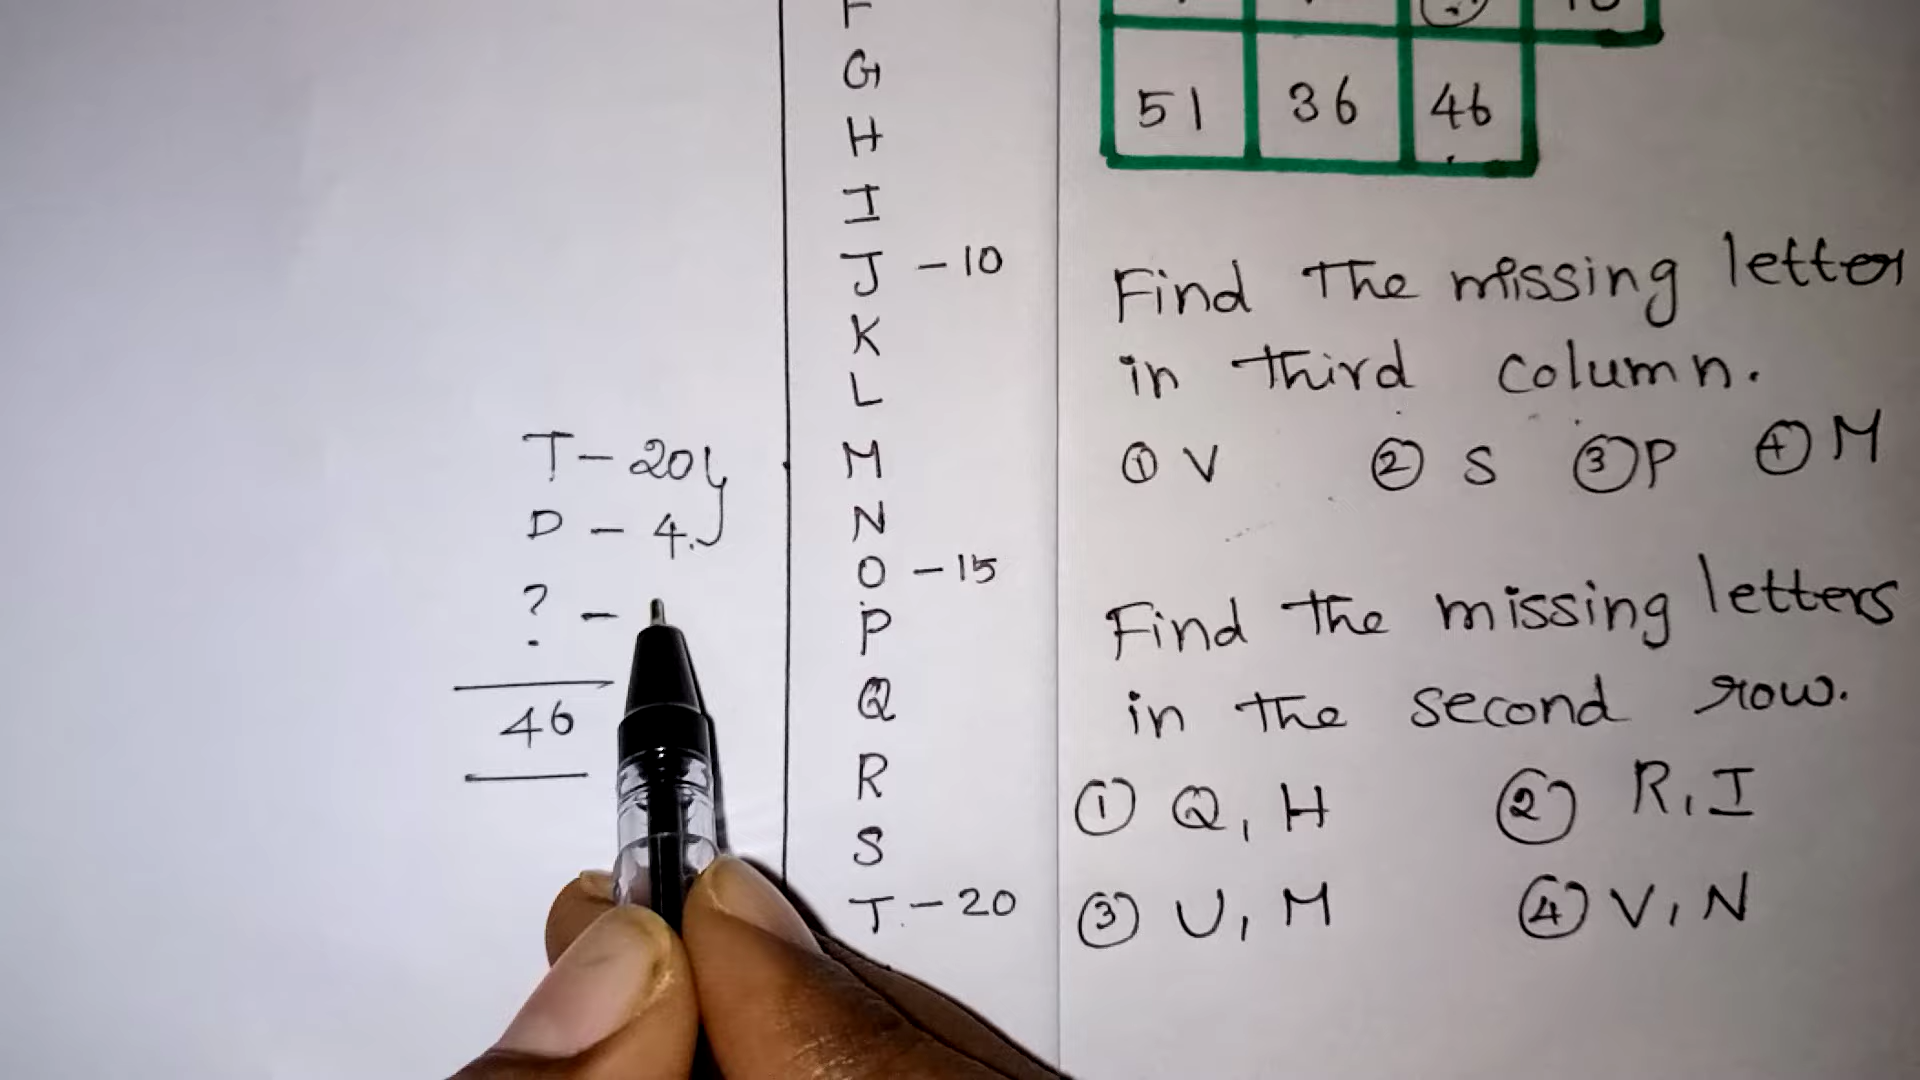 T - 20
D - 4.
? -
46
G
H
I
J - 10
K
L
M
N
O - 15
P
Q
R
S
T. - 20
51 36 46
Find The missing letter
in third column.
① V ② S ③ P ④ M
Find the missing letters
in the second row.
① Q, H ② R, I
③ U, M ④ V, N